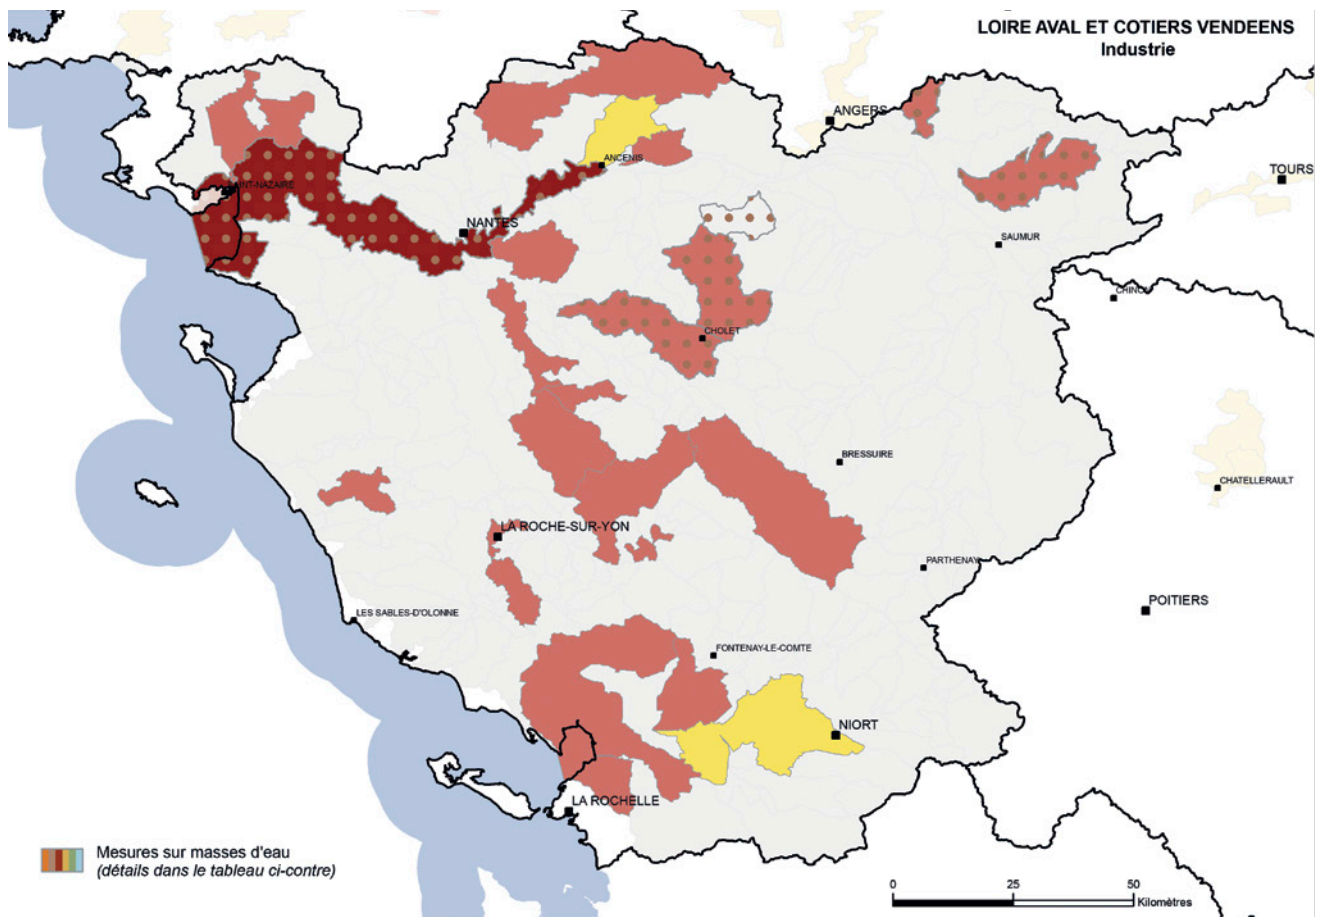 LOIRE AVAL ET COTIERS VENDEENS
Industrie
ANGERS
ANCENIS
TOURS
SAINT-NAZAIRE
NANTES
SAUMUR
CHINON
CHOLET
BRESSUIRE
CHATELLERAULT
LA ROCHE-SUR-YON
PARTHENAY
POITIERS
LES SABLES-D'OLONNE
FONTENAY-LE-COMTE
NIORT
LA ROCHELLE
Mesures sur masses d'eau
(détails dans le tableau ci-contre)
0 25 50
Kilomètres